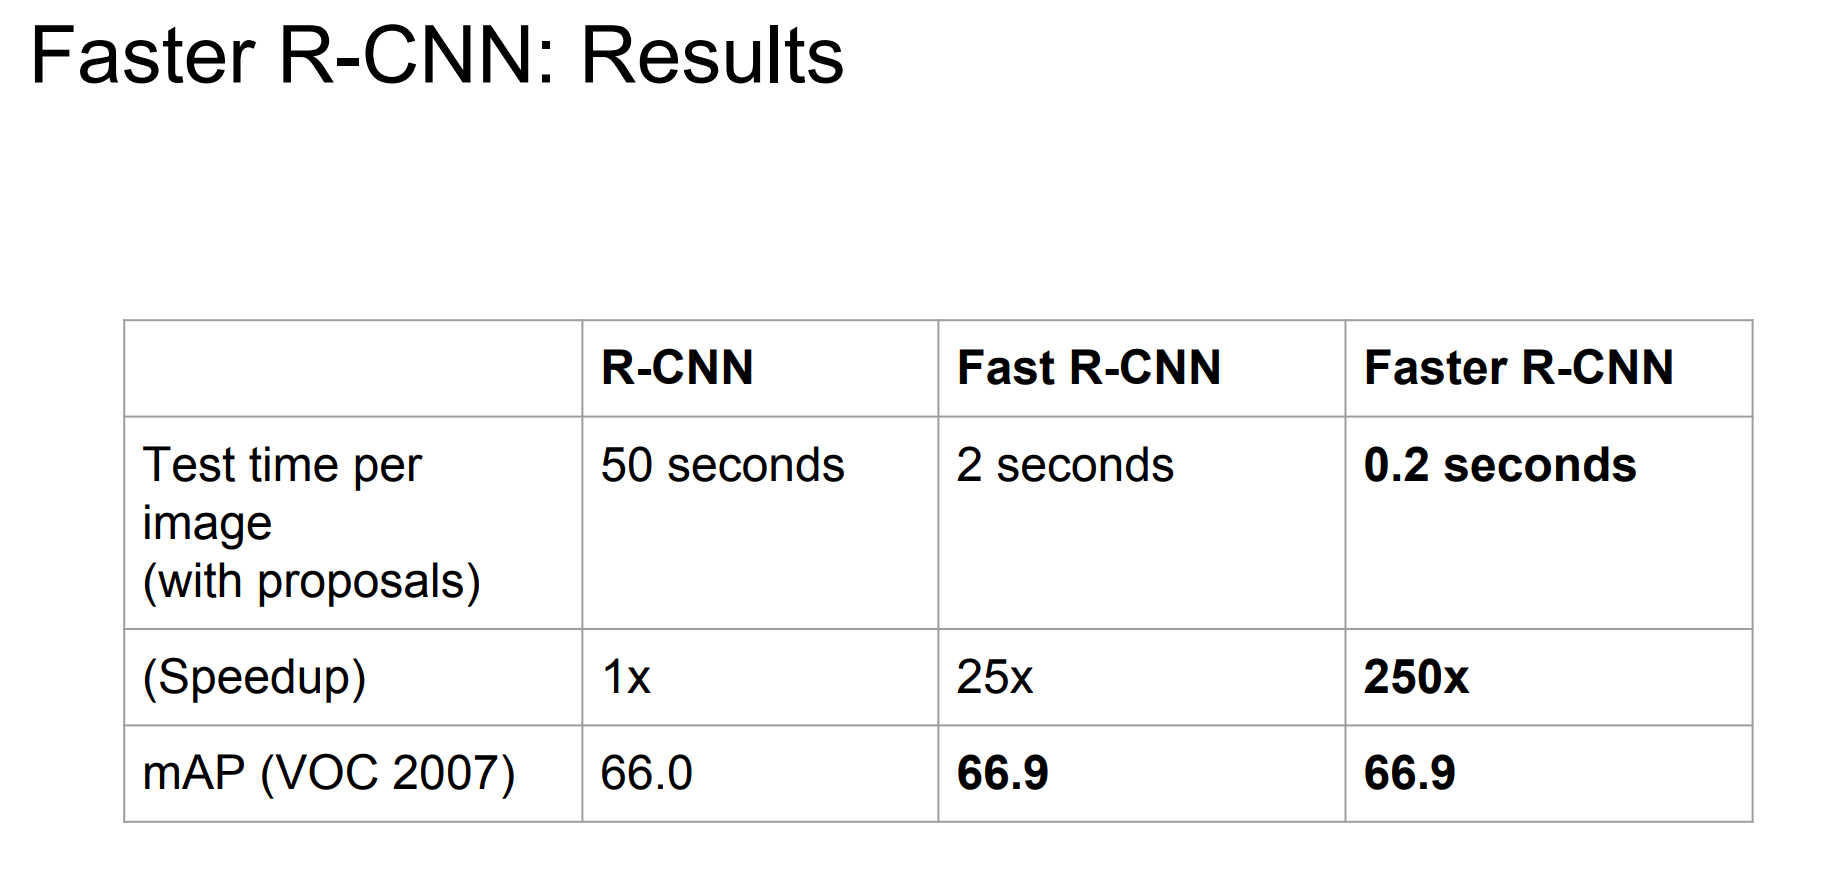 Faster R-CNN: Results
R-CNN Fast R-CNN Faster R-CNN
Test time per
image
(with proposals)
50 seconds 2 seconds 0.2 seconds
(Speedup) 1x 25x 250x
mAP (VOC 2007) 66.0 66.9 66.9